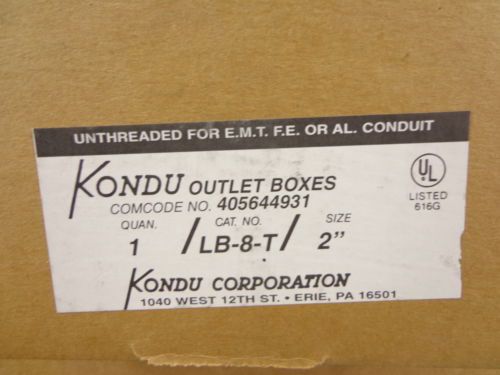 UNTHREADED FOR E.M.T. F.E. OR AL. CONDUIT
KONDU OUTLET BOXES
COMCODE NO. 405644931
QUAN. CAT. NO. SIZE
1 / LB-8-T / 2”
UL
LISTED
616G
KONDU CORPORATION
1040 WEST 12TH ST. • ERIE, PA 16501